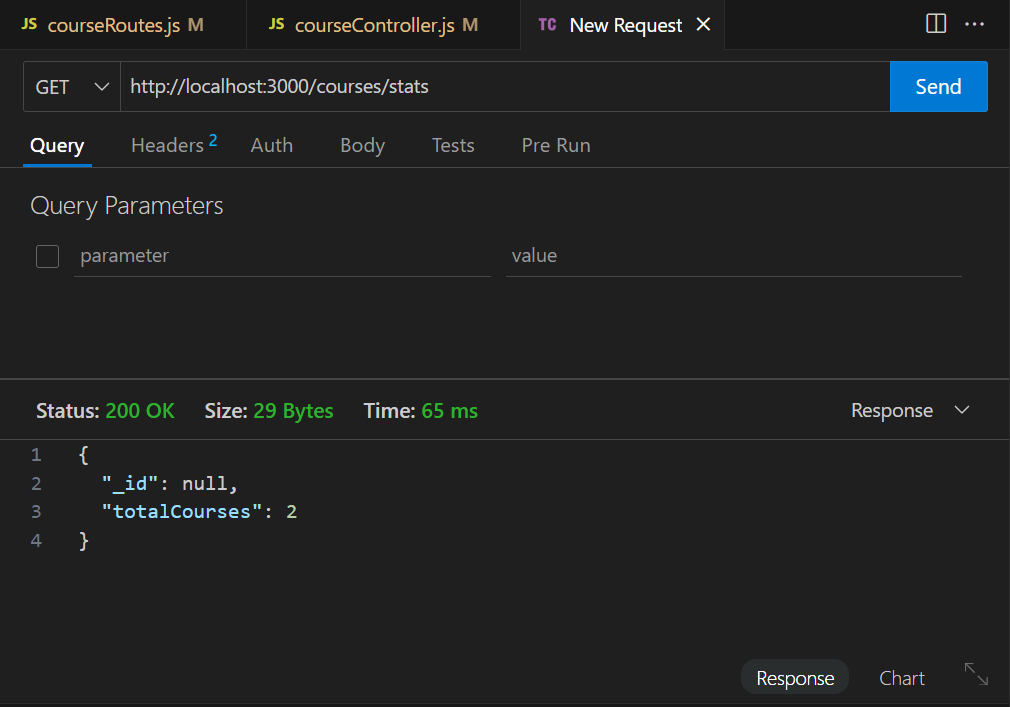 JS courseRoutes.js M JS courseController.js M TC New Request
GET http://localhost:3000/courses/stats Send
Query Headers 2 Auth Body Tests Pre Run
Query Parameters
parameter value
Status: 200 OK Size: 29 Bytes Time: 65 ms Response
1 {
2 "_id": null,
3 "totalCourses": 2
4 }
Response Chart